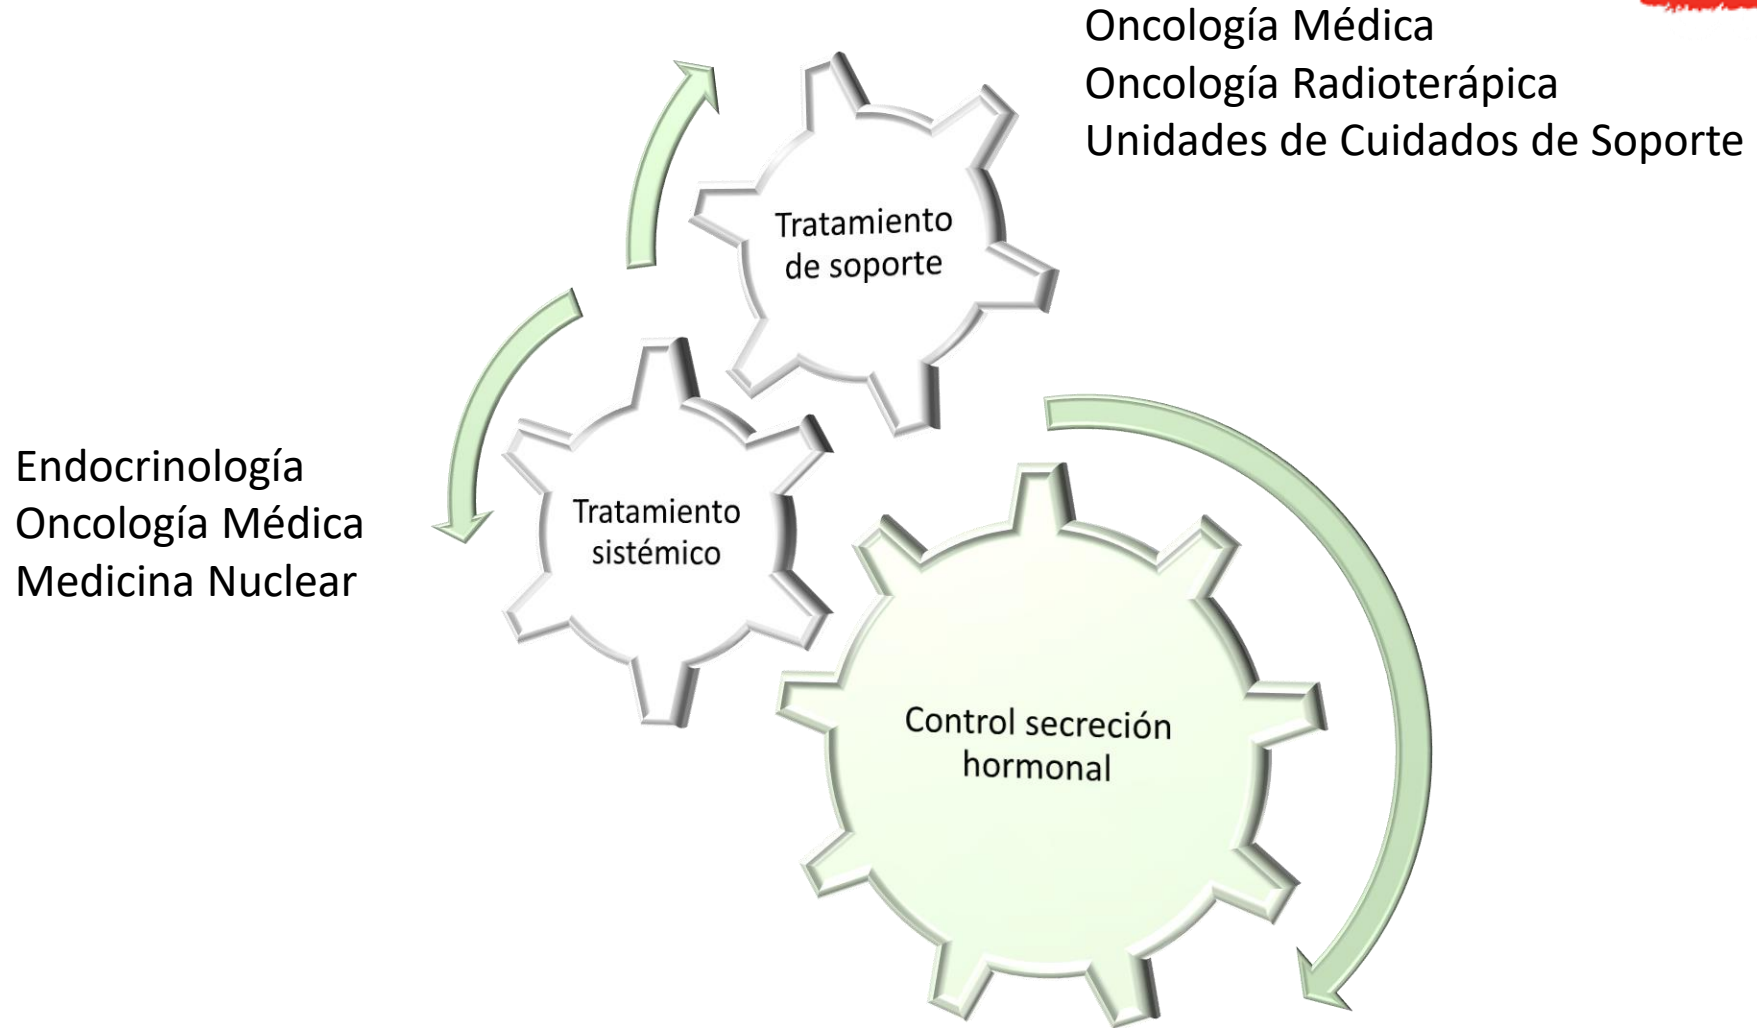 Oncología Médica
Oncología Radioterápica
Unidades de Cuidados de Soporte
Tratamiento
de soporte
Endocrinología
Oncología Médica
Medicina Nuclear
Tratamiento
sistémico
Control secreción
hormonal